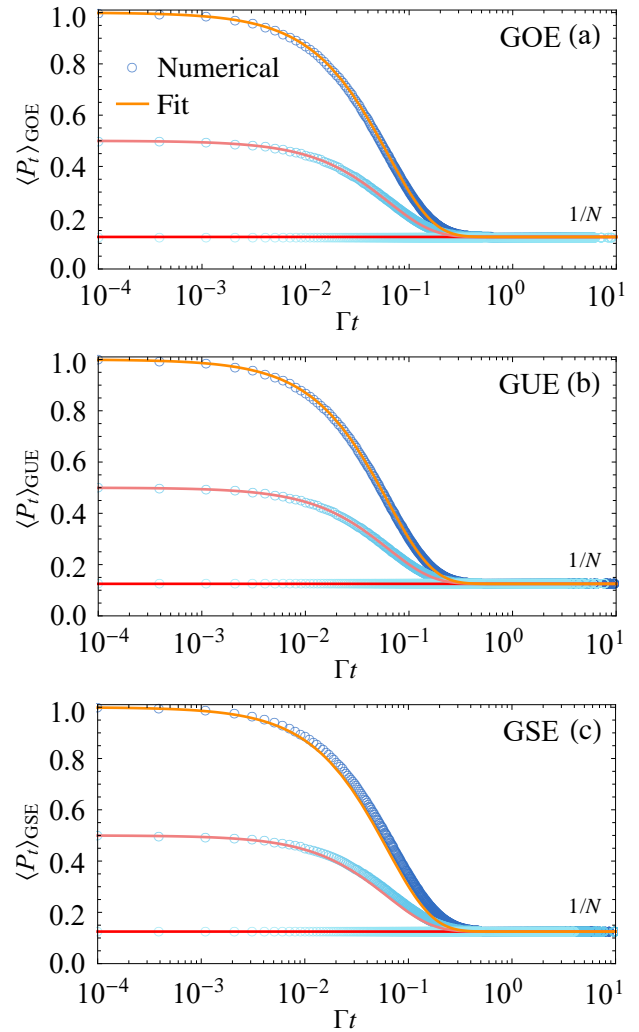 GOE (a)
1.0
0.8
0.6
0.4
0.2
0.0
⟨P_t⟩_GOE
Numerical
Fit
1/N
10^-4 10^-3 10^-2 10^-1 10^0 10^1
Γt
GUE (b)
1.0
0.8
0.6
0.4
0.2
0.0
⟨P_t⟩_GUE
1/N
10^-4 10^-3 10^-2 10^-1 10^0 10^1
Γt
GSE (c)
1.0
0.8
0.6
0.4
0.2
0.0
⟨P_t⟩_GSE
1/N
10^-4 10^-3 10^-2 10^-1 10^0 10^1
Γt